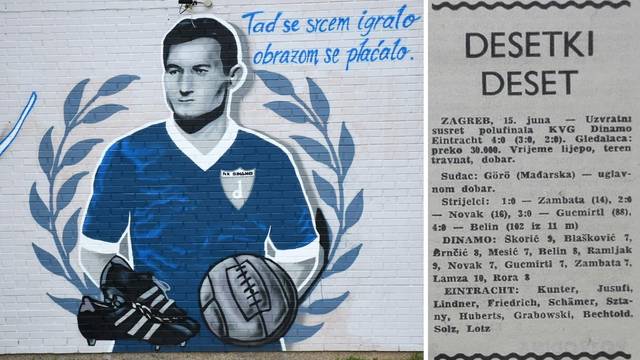 Tad se srcem igralo
obrazom se plaćalo.
NK DINAMO
d
DESETKI
DESET
ZAGREB, 15. juna — Uzvratni
susret polufinala KVG Dinamo
Eintracht 4:0 (3:0, 2:0). Gledalaca:
preko 30.000. Vrijeme lijepo, teren
travnat, dobar.
Sudac: Görö (Mađarska) — uglav-
nom dobar.
Strijelci: 1:0 — Zambata (14), 2:0
— Novak (16), 3:0 — Gucmirtl (88),
4:0 — Belin (102 iz 11 m)
DINAMO: Škorić 9, Blašković 7,
Brnčić 8, Mesić 7, Belin 8, Ramljak
9, Novak 7, Gucmirtl 7, Zambata 7,
Lamza 10, Rora 8
EINTRACHT: Kunter, Jusufi,
Lindner, Friedrich, Schämer, Szta-
ny, Huberts, Grabowski, Bechtold,
Solz, Lotz